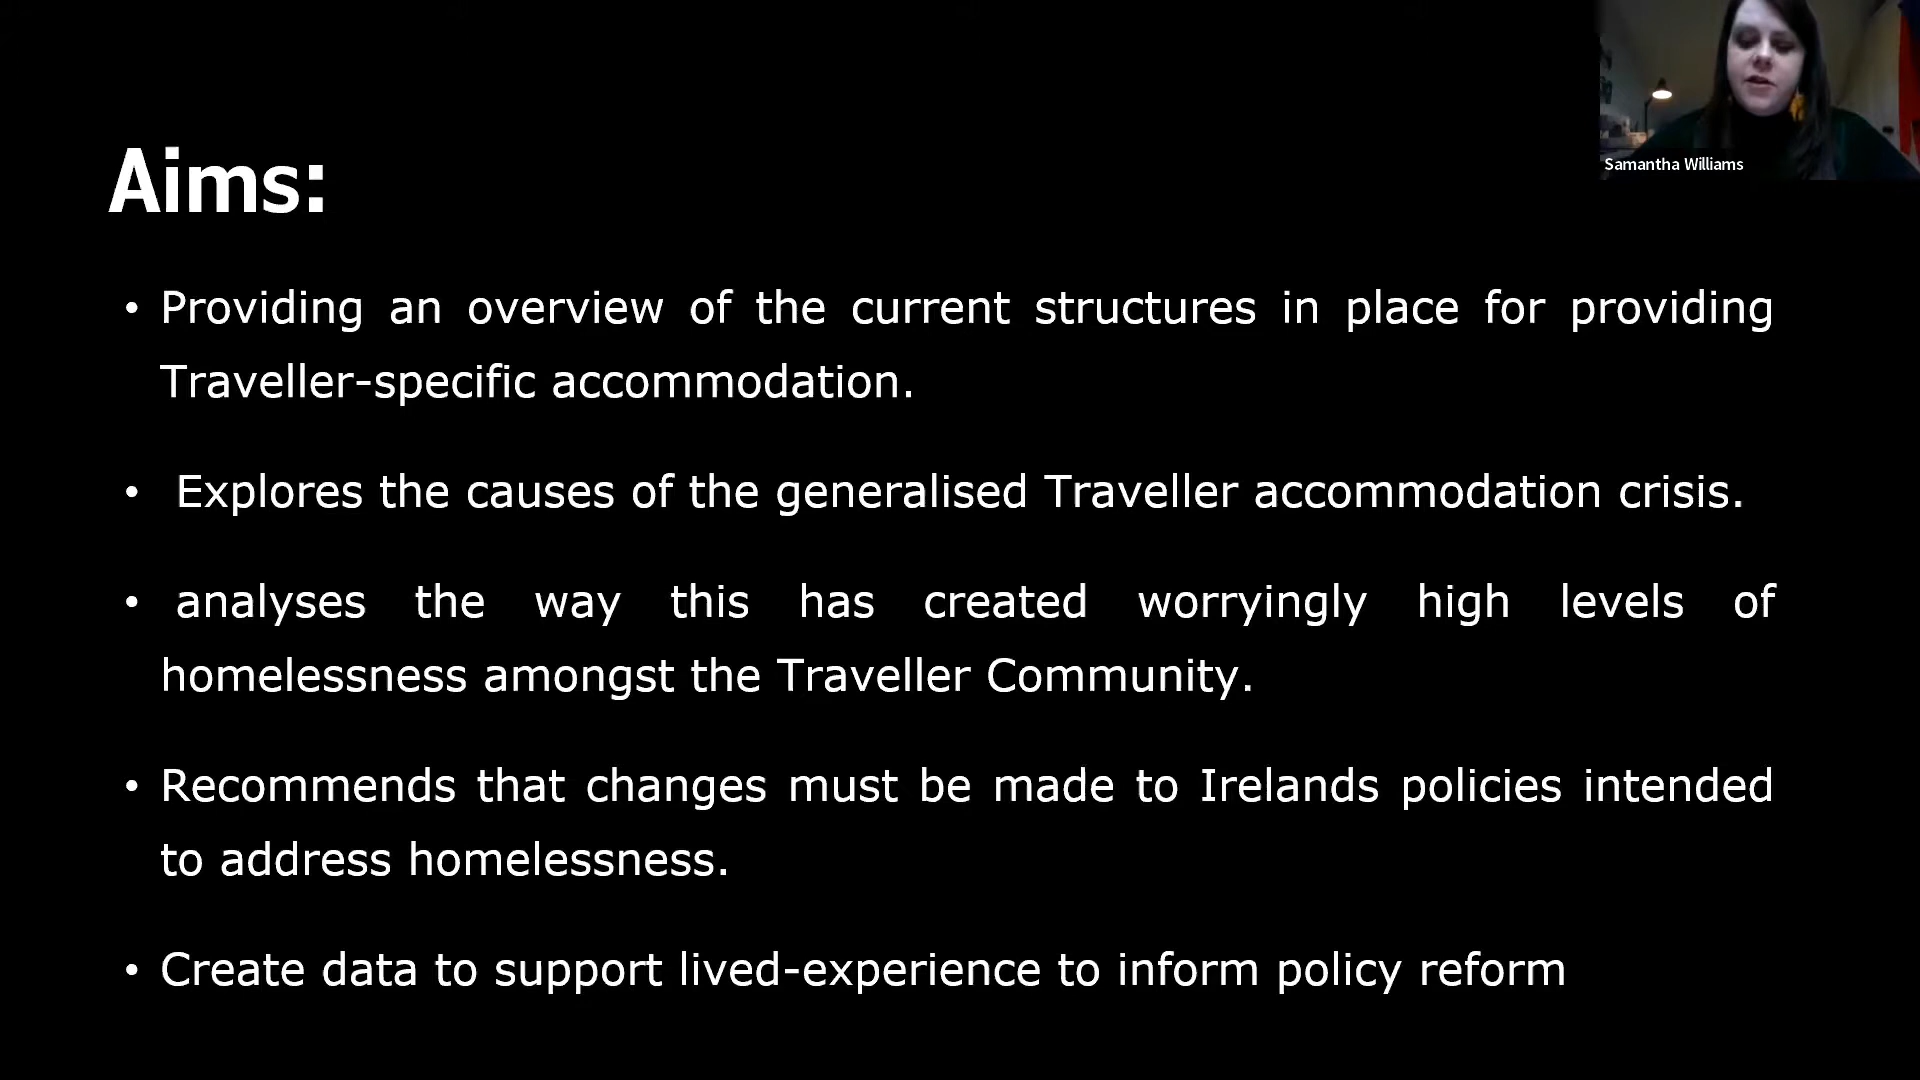 Samantha Williams
Aims:
• Providing an overview of the current structures in place for providing
Traveller-specific accommodation.
• Explores the causes of the generalised Traveller accommodation crisis.
• analyses the way this has created worryingly high levels of
homelessness amongst the Traveller Community.
• Recommends that changes must be made to Irelands policies intended
to address homelessness.
• Create data to support lived-experience to inform policy reform